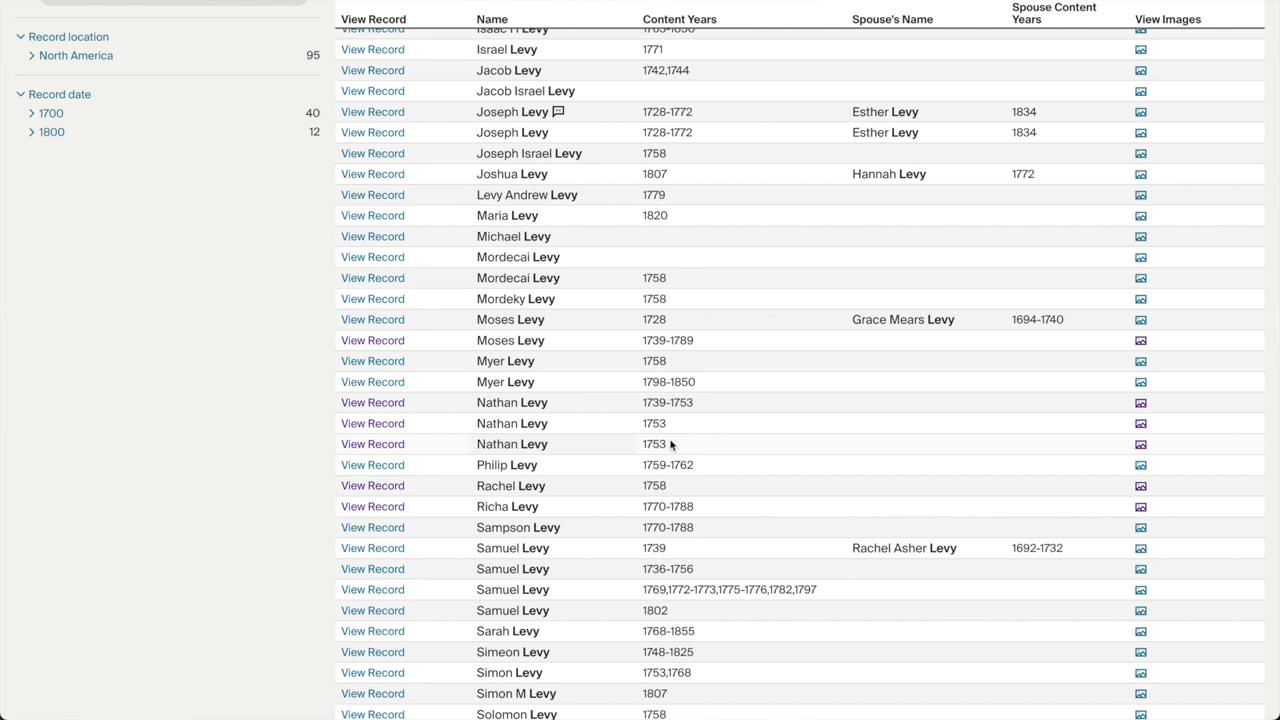 Spouse Content
View Record Name Content Years Spouse's Name Years View Images
View Record Isaac H Levy 1763-1850
Record location
View Record Israel Levy 1771
North America 95
View Record Jacob Levy 1742,1744
View Record Jacob Israel Levy
Record date
View Record Joseph Levy 1728-1772 Esther Levy 1834
1700 40
View Record Joseph Levy 1728-1772 Esther Levy 1834
1800 12
View Record Joseph Israel Levy 1758
View Record Joshua Levy 1807 Hannah Levy 1772
View Record Levy Andrew Levy 1779
View Record Maria Levy 1820
View Record Michael Levy
View Record Mordecai Levy
View Record Mordecai Levy 1758
View Record Mordeky Levy 1758
View Record Moses Levy 1728 Grace Mears Levy 1694-1740
View Record Moses Levy 1739-1789
View Record Myer Levy 1758
View Record Myer Levy 1798-1850
View Record Nathan Levy 1739-1753
View Record Nathan Levy 1753
View Record Nathan Levy 1753
View Record Philip Levy 1759-1762
View Record Rachel Levy 1758
View Record Richa Levy 1770-1788
View Record Sampson Levy 1770-1788
View Record Samuel Levy 1739 Rachel Asher Levy 1692-1732
View Record Samuel Levy 1736-1756
View Record Samuel Levy 1769,1772-1773,1775-1776,1782,1797
View Record Samuel Levy 1802
View Record Sarah Levy 1768-1855
View Record Simeon Levy 1748-1825
View Record Simon Levy 1753,1768
View Record Simon M Levy 1807
View Record Solomon Levy 1758